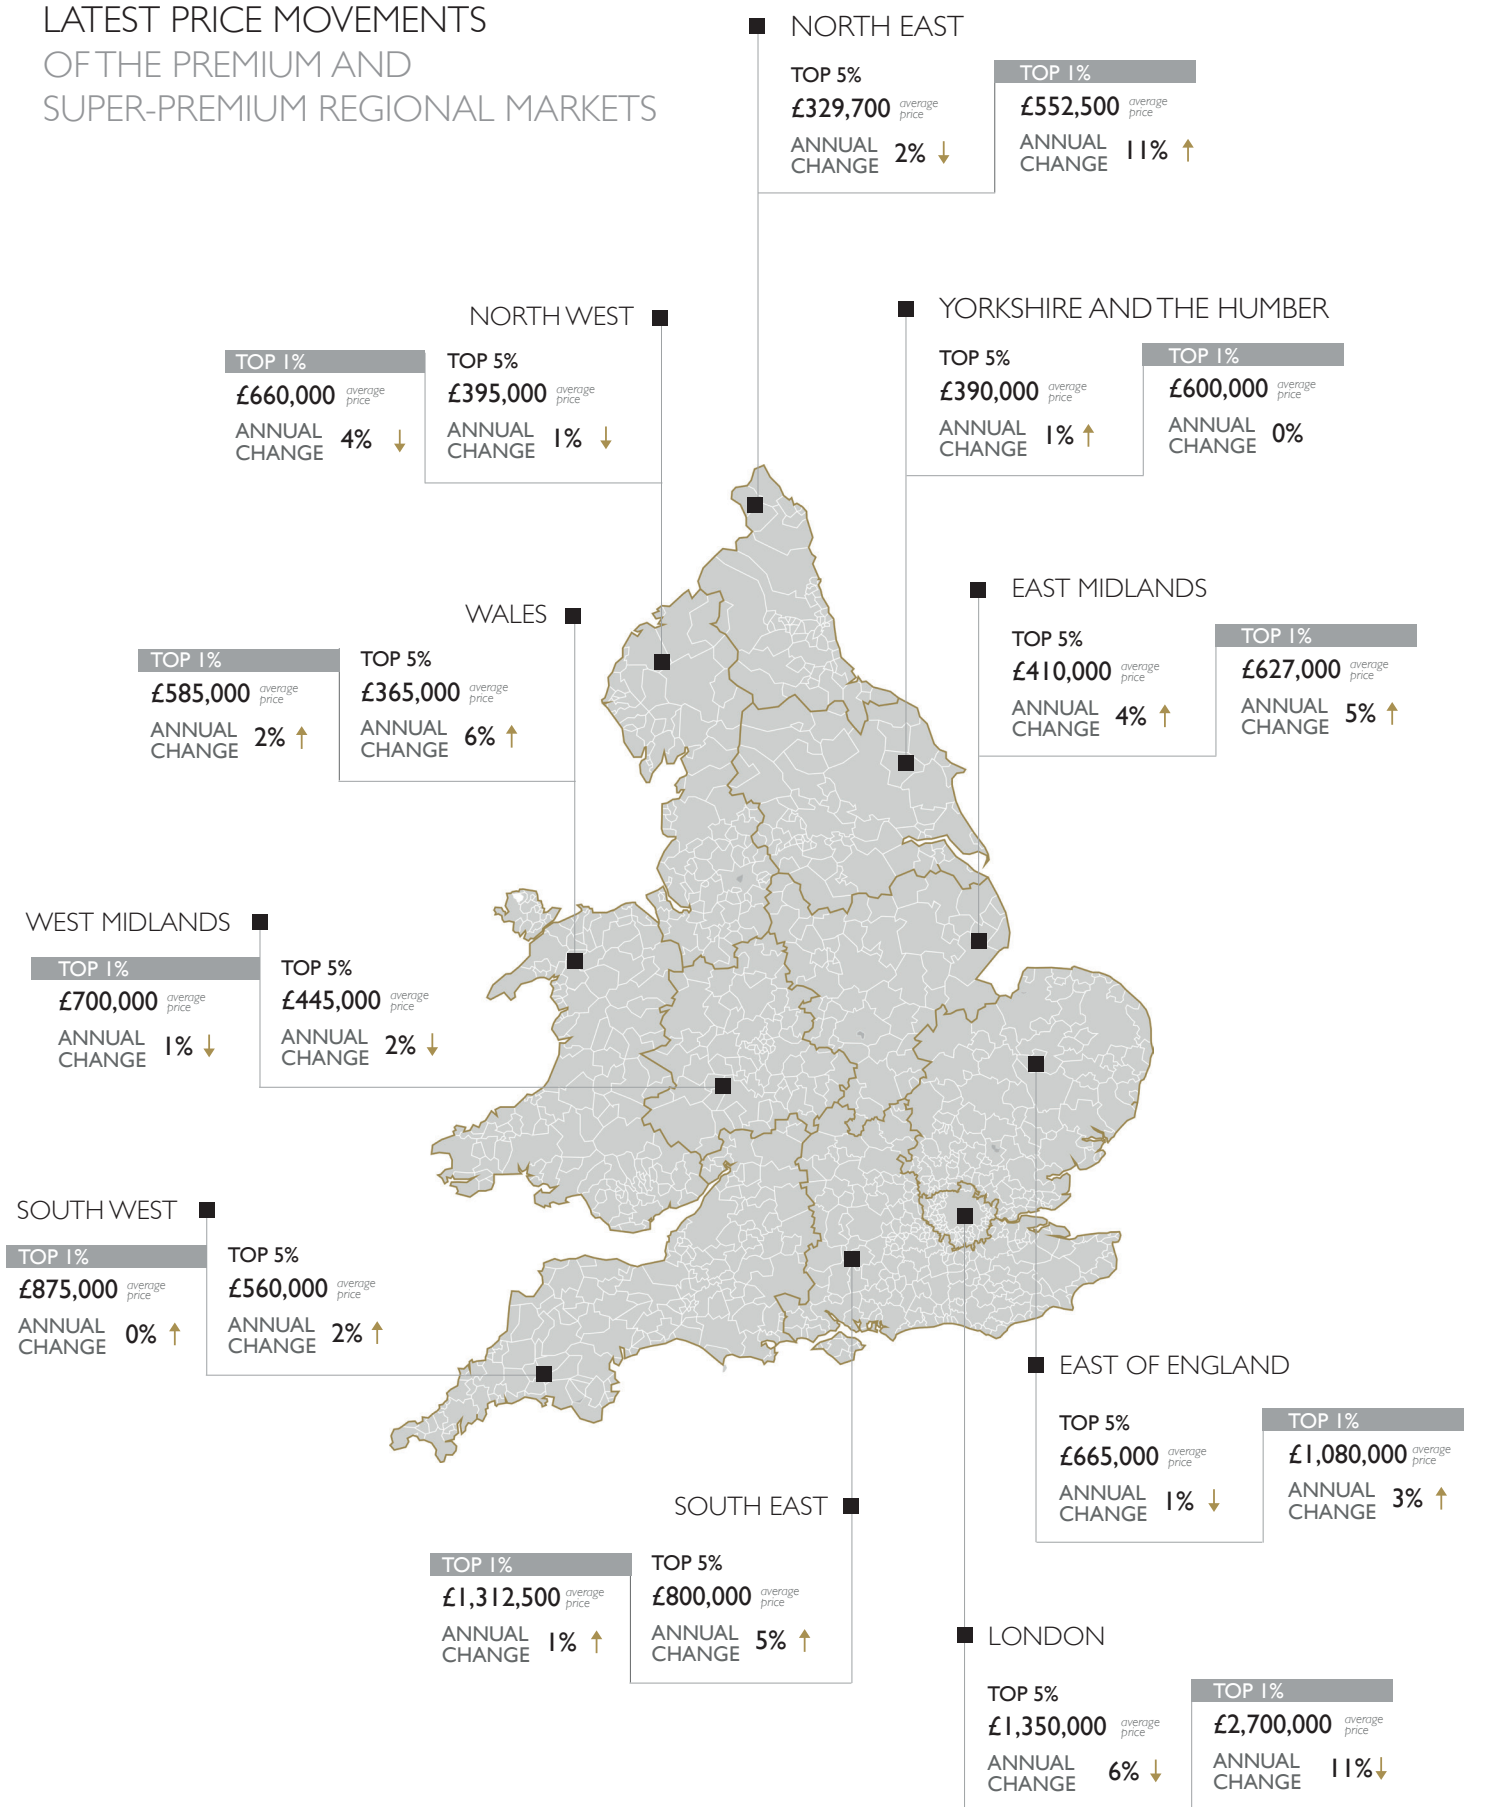 LATEST PRICE MOVEMENTS
OF THE PREMIUM AND
SUPER-PREMIUM REGIONAL MARKETS
NORTH EAST
TOP 5%
£329,700 average price
ANNUAL CHANGE 2% ↓
TOP 1%
£552,500 average price
ANNUAL CHANGE 11% ↑
NORTH WEST
TOP 1%
£660,000 average price
ANNUAL CHANGE 4% ↓
TOP 5%
£395,000 average price
ANNUAL CHANGE 1% ↓
YORKSHIRE AND THE HUMBER
TOP 5%
£390,000 average price
ANNUAL CHANGE 1% ↑
TOP 1%
£600,000 average price
ANNUAL CHANGE 0%
WALES
TOP 1%
£585,000 average price
ANNUAL CHANGE 2% ↑
TOP 5%
£365,000 average price
ANNUAL CHANGE 6% ↑
EAST MIDLANDS
TOP 5%
£410,000 average price
ANNUAL CHANGE 4% ↑
TOP 1%
£627,000 average price
ANNUAL CHANGE 5% ↑
WEST MIDLANDS
TOP 1%
£700,000 average price
ANNUAL CHANGE 1% ↓
TOP 5%
£445,000 average price
ANNUAL CHANGE 2% ↓
SOUTH WEST
TOP 1%
£875,000 average price
ANNUAL CHANGE 0% ↑
TOP 5%
£560,000 average price
ANNUAL CHANGE 2% ↑
EAST OF ENGLAND
TOP 5%
£665,000 average price
ANNUAL CHANGE 1% ↓
TOP 1%
£1,080,000 average price
ANNUAL CHANGE 3% ↑
SOUTH EAST
TOP 1%
£1,312,500 average price
ANNUAL CHANGE 1% ↑
TOP 5%
£800,000 average price
ANNUAL CHANGE 5% ↑
LONDON
TOP 5%
£1,350,000 average price
ANNUAL CHANGE 6% ↓
TOP 1%
£2,700,000 average price
ANNUAL CHANGE 11% ↓